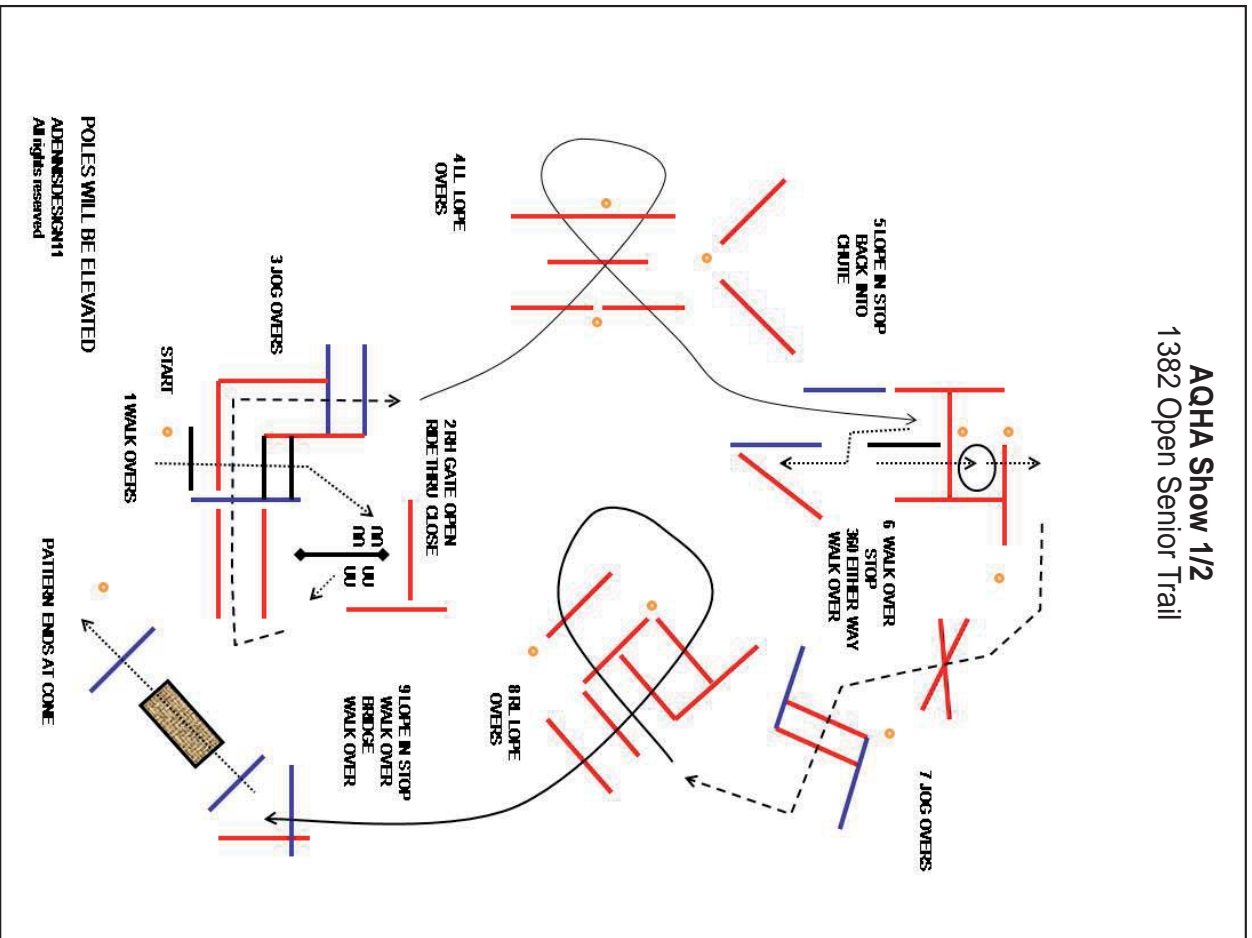 AQHA Show 1/2
1382 Open Senior Trail
START
1 WALK OVERS
2 RH GATE OPEN
RIDE THRU CLOSE
3 JOG OVERS
4 LL LOPE
OVERS
5 LOPE IN STOP
BACK INTO
CHUTE
6 WALK OVER
STOP
360 EITHER WAY
WALK OVER
7 JOG OVERS
8 RL LOPE
OVERS
9 LOPE IN STOP
WALK OVER
BRIDGE
WALK OVER
PATTERN ENDS AT CONE
POLES WILL BE ELEVATED
ADENNISDESIGN11
All rights reserved